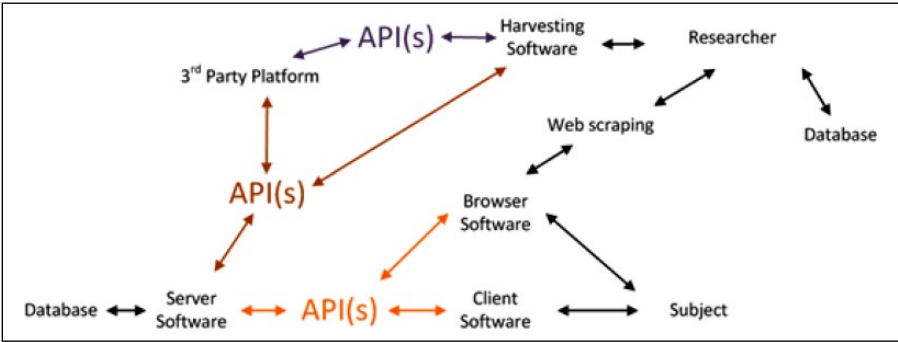 API(s)
Harvesting
Software
Researcher
3rd Party Platform
Web scraping
Database
API(s)
Browser
Software
Database
Server
Software
API(s)
Client
Software
Subject